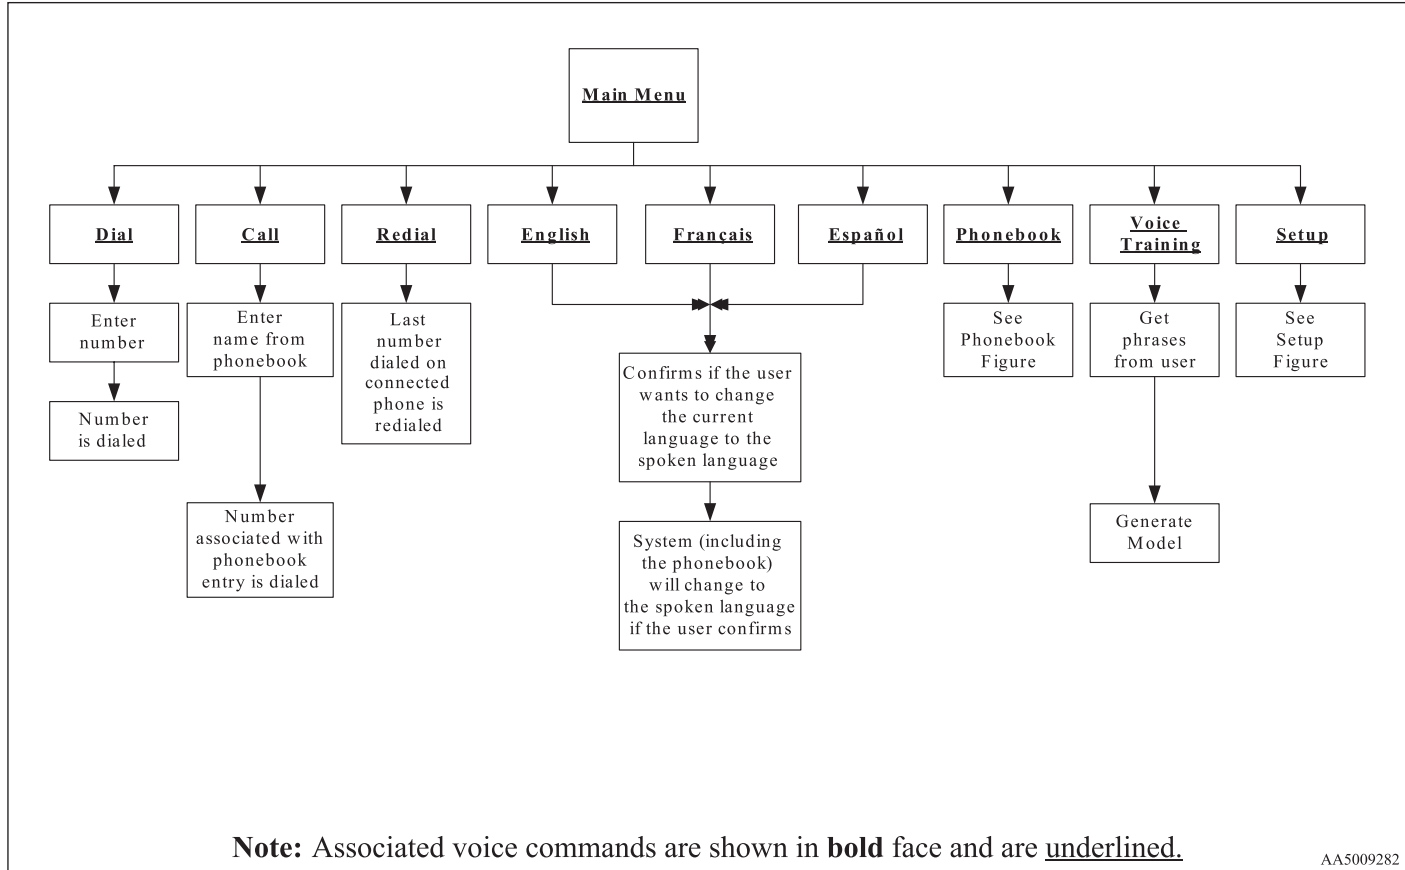 Main Menu
Dial
Call
Redial
English
Français
Español
Phonebook
Voice
Training
Setup
Enter
number
Number
is dialed
Enter
name from
phonebook
Number
associated with
phonebook
entry is dialed
Last
number
dialed on
connected
phone is
redialed
Confirms if the user
wants to change
the current
language to the
spoken language
System (including
the phonebook)
will change to
the spoken language
if the user confirms
See
Phonebook
Figure
Get
phrases
from user
Generate
Model
See
Setup
Figure
Note: Associated voice commands are shown in bold face and are underlined.
AA5009282